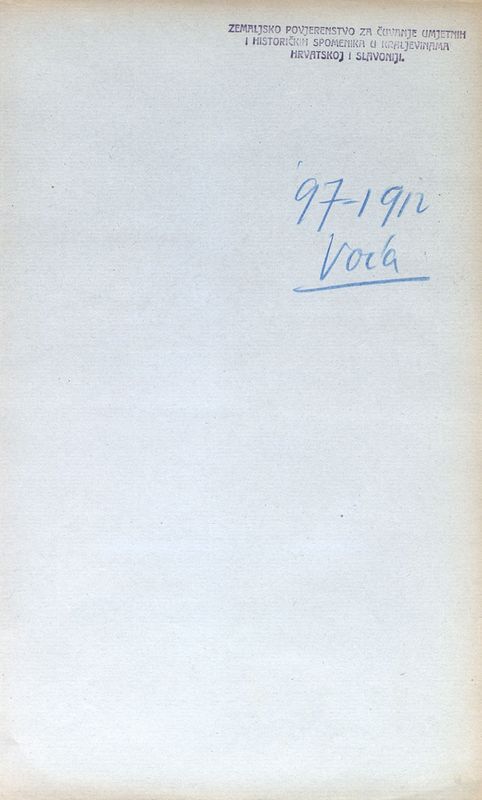 ZEMALJSKO POVJERENSTVO ZA ČUVANJE UMJETNIH
I HISTORIČKIH SPOMENIKA U KRALJEVINAMA
HRVATSKOJ I SLAVONIJI.
97-1912
Voća